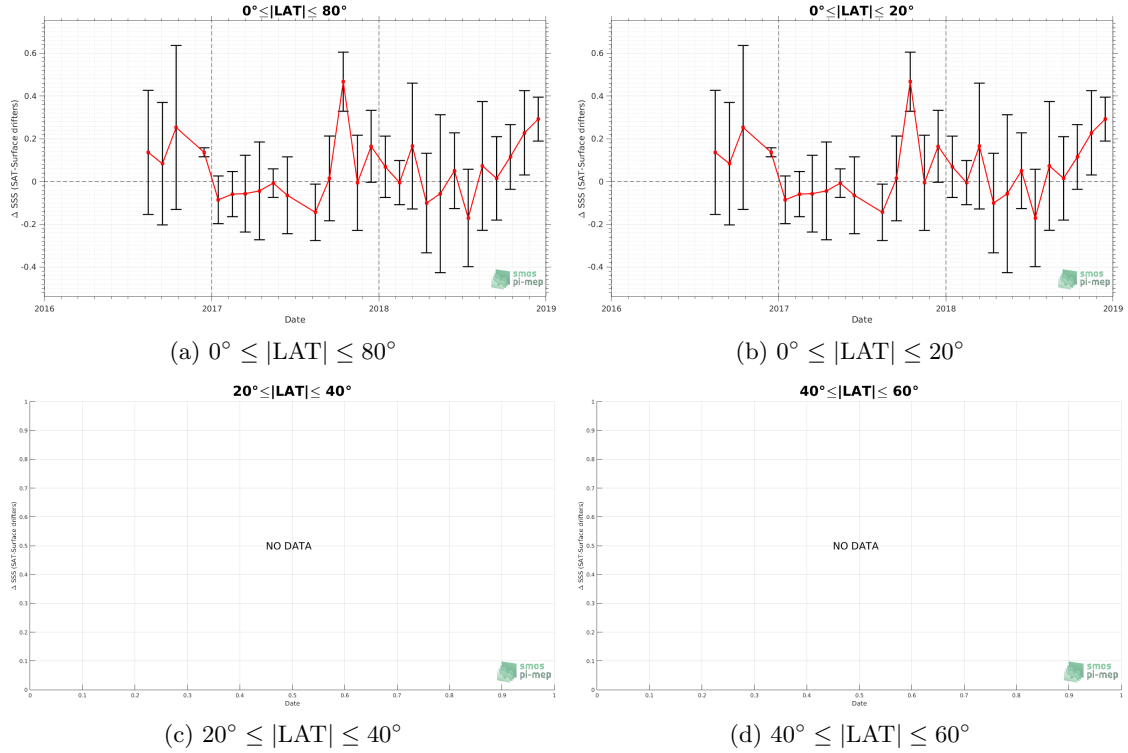 0°≤|LAT|≤ 80°
Δ SSS (SAT-Surface drifters)
0.6
0.4
0.2
0
-0.2
-0.4
2016
2017
2018
2019
Date
smos
pi-mep
(a) 0° ≤ |LAT| ≤ 80°
0°≤|LAT|≤ 20°
Δ SSS (SAT-Surface drifters)
0.6
0.4
0.2
0
-0.2
-0.4
2016
2017
2018
2019
Date
smos
pi-mep
(b) 0° ≤ |LAT| ≤ 20°
20°≤|LAT|≤ 40°
Δ SSS (SAT-Surface drifters)
1
0.9
0.8
0.7
0.6
0.5
0.4
0.3
0.2
0.1
0
NO DATA
0
0.1
0.2
0.3
0.4
0.5
0.6
0.7
0.8
0.9
1
Date
smos
pi-mep
(c) 20° ≤ |LAT| ≤ 40°
40°≤|LAT|≤ 60°
Δ SSS (SAT-Surface drifters)
1
0.9
0.8
0.7
0.6
0.5
0.4
0.3
0.2
0.1
0
NO DATA
0
0.1
0.2
0.3
0.4
0.5
0.6
0.7
0.8
0.9
1
Date
smos
pi-mep
(d) 40° ≤ |LAT| ≤ 60°